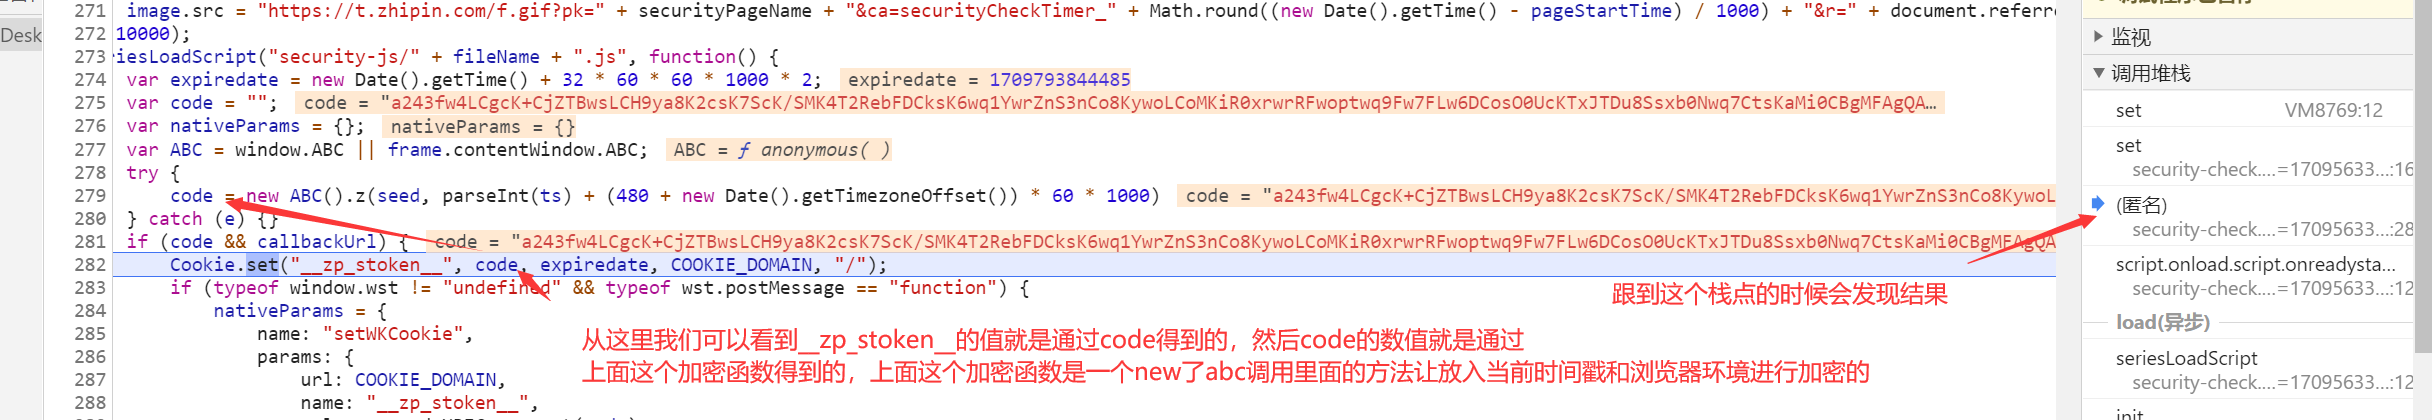 271 image.src = "https://t.zhipin.com/f.gif?pk=" + securityPageName + "&ca=securityCheckTimer_" + Math.round((new Date().getTime() - pageStartTime) / 1000) + "&r=" + document.referre
272 10000);
Desk
273 riesLoadScript("security-js/" + fileName + ".js", function() {
274 var expiredate = new Date().getTime() + 32 * 60 * 60 * 1000 * 2; expiredate = 1709793844485
275 var code = ""; code = "a243fw4LCgcK+CjZTBwsLCH9ya8K2csK7ScK/SMK4T2RebFDCksK6wq1YwrZnS3nCo8KywoLCoMKiR0xrwrRFwoptwq9Fw7FLw6DCosO0UcKTxJTDu8Ssxb0Nwq7CtsKaMi0CBgMFAgQA…
276 var nativeParams = {}; nativeParams = {}
277 var ABC = window.ABC || frame.contentWindow.ABC; ABC = ƒ anonymous( )
278 try {
279 code = new ABC().z(seed, parseInt(ts) + (480 + new Date().getTimezoneOffset()) * 60 * 1000) code = "a243fw4LCgcK+CjZTBwsLCH9ya8K2csK7ScK/SMK4T2RebFDCksK6wq1YwrZnS3nCo8KywoL
280 } catch (e) {}
281 if (code && callbackUrl) { code = "a243fw4LCgcK+CjZTBwsLCH9ya8K2csK7ScK/SMK4T2RebFDCksK6wq1YwrZnS3nCo8KywoLCoMKiR0xrwrRFwoptwq9Fw7FLw6DCosO0UcKTxJTDu8Ssxb0Nwq7CtsKaMi0CBgMFAgQA
282 Cookie.set("__zp_stoken__", code, expiredate, COOKIE_DOMAIN, "/");
283 if (typeof window.wst != "undefined" && typeof wst.postMessage == "function") {
284 nativeParams = {
285 name: "setWKCookie",
286 params: {
287 url: COOKIE_DOMAIN,
288 name: "__zp_stoken__",
跟到这个栈点的时候会发现结果
从这里我们可以看到__zp_stoken__的值就是通过code得到的，然后code的数值就是通过
上面这个加密函数得到的，上面这个加密函数是一个new了abc调用里面的方法让放入当前时间戳和浏览器环境进行加密的
监视
调用堆栈
set VM8769:12
set
security-check.…=17095633…:16
(匿名)
security-check.…=17095633…:28
script.onload.script.onreadysta…
security-check.…=17095633…:12
load(异步)
seriesLoadScript
security-check.…=17095633…:12
init